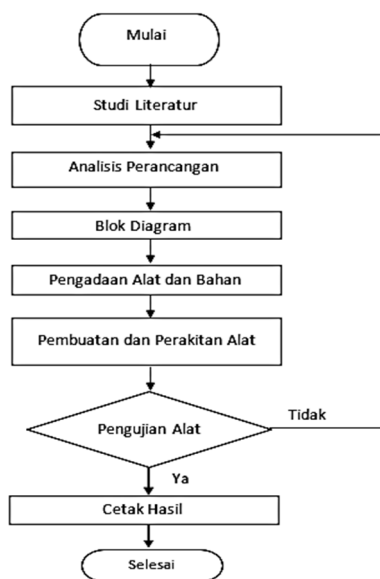 Mulai
Studi Literatur
Analisis Perancangan
Blok Diagram
Pengadaan Alat dan Bahan
Pembuatan dan Perakitan Alat
Pengujian Alat
Tidak
Ya
Cetak Hasil
Selesai